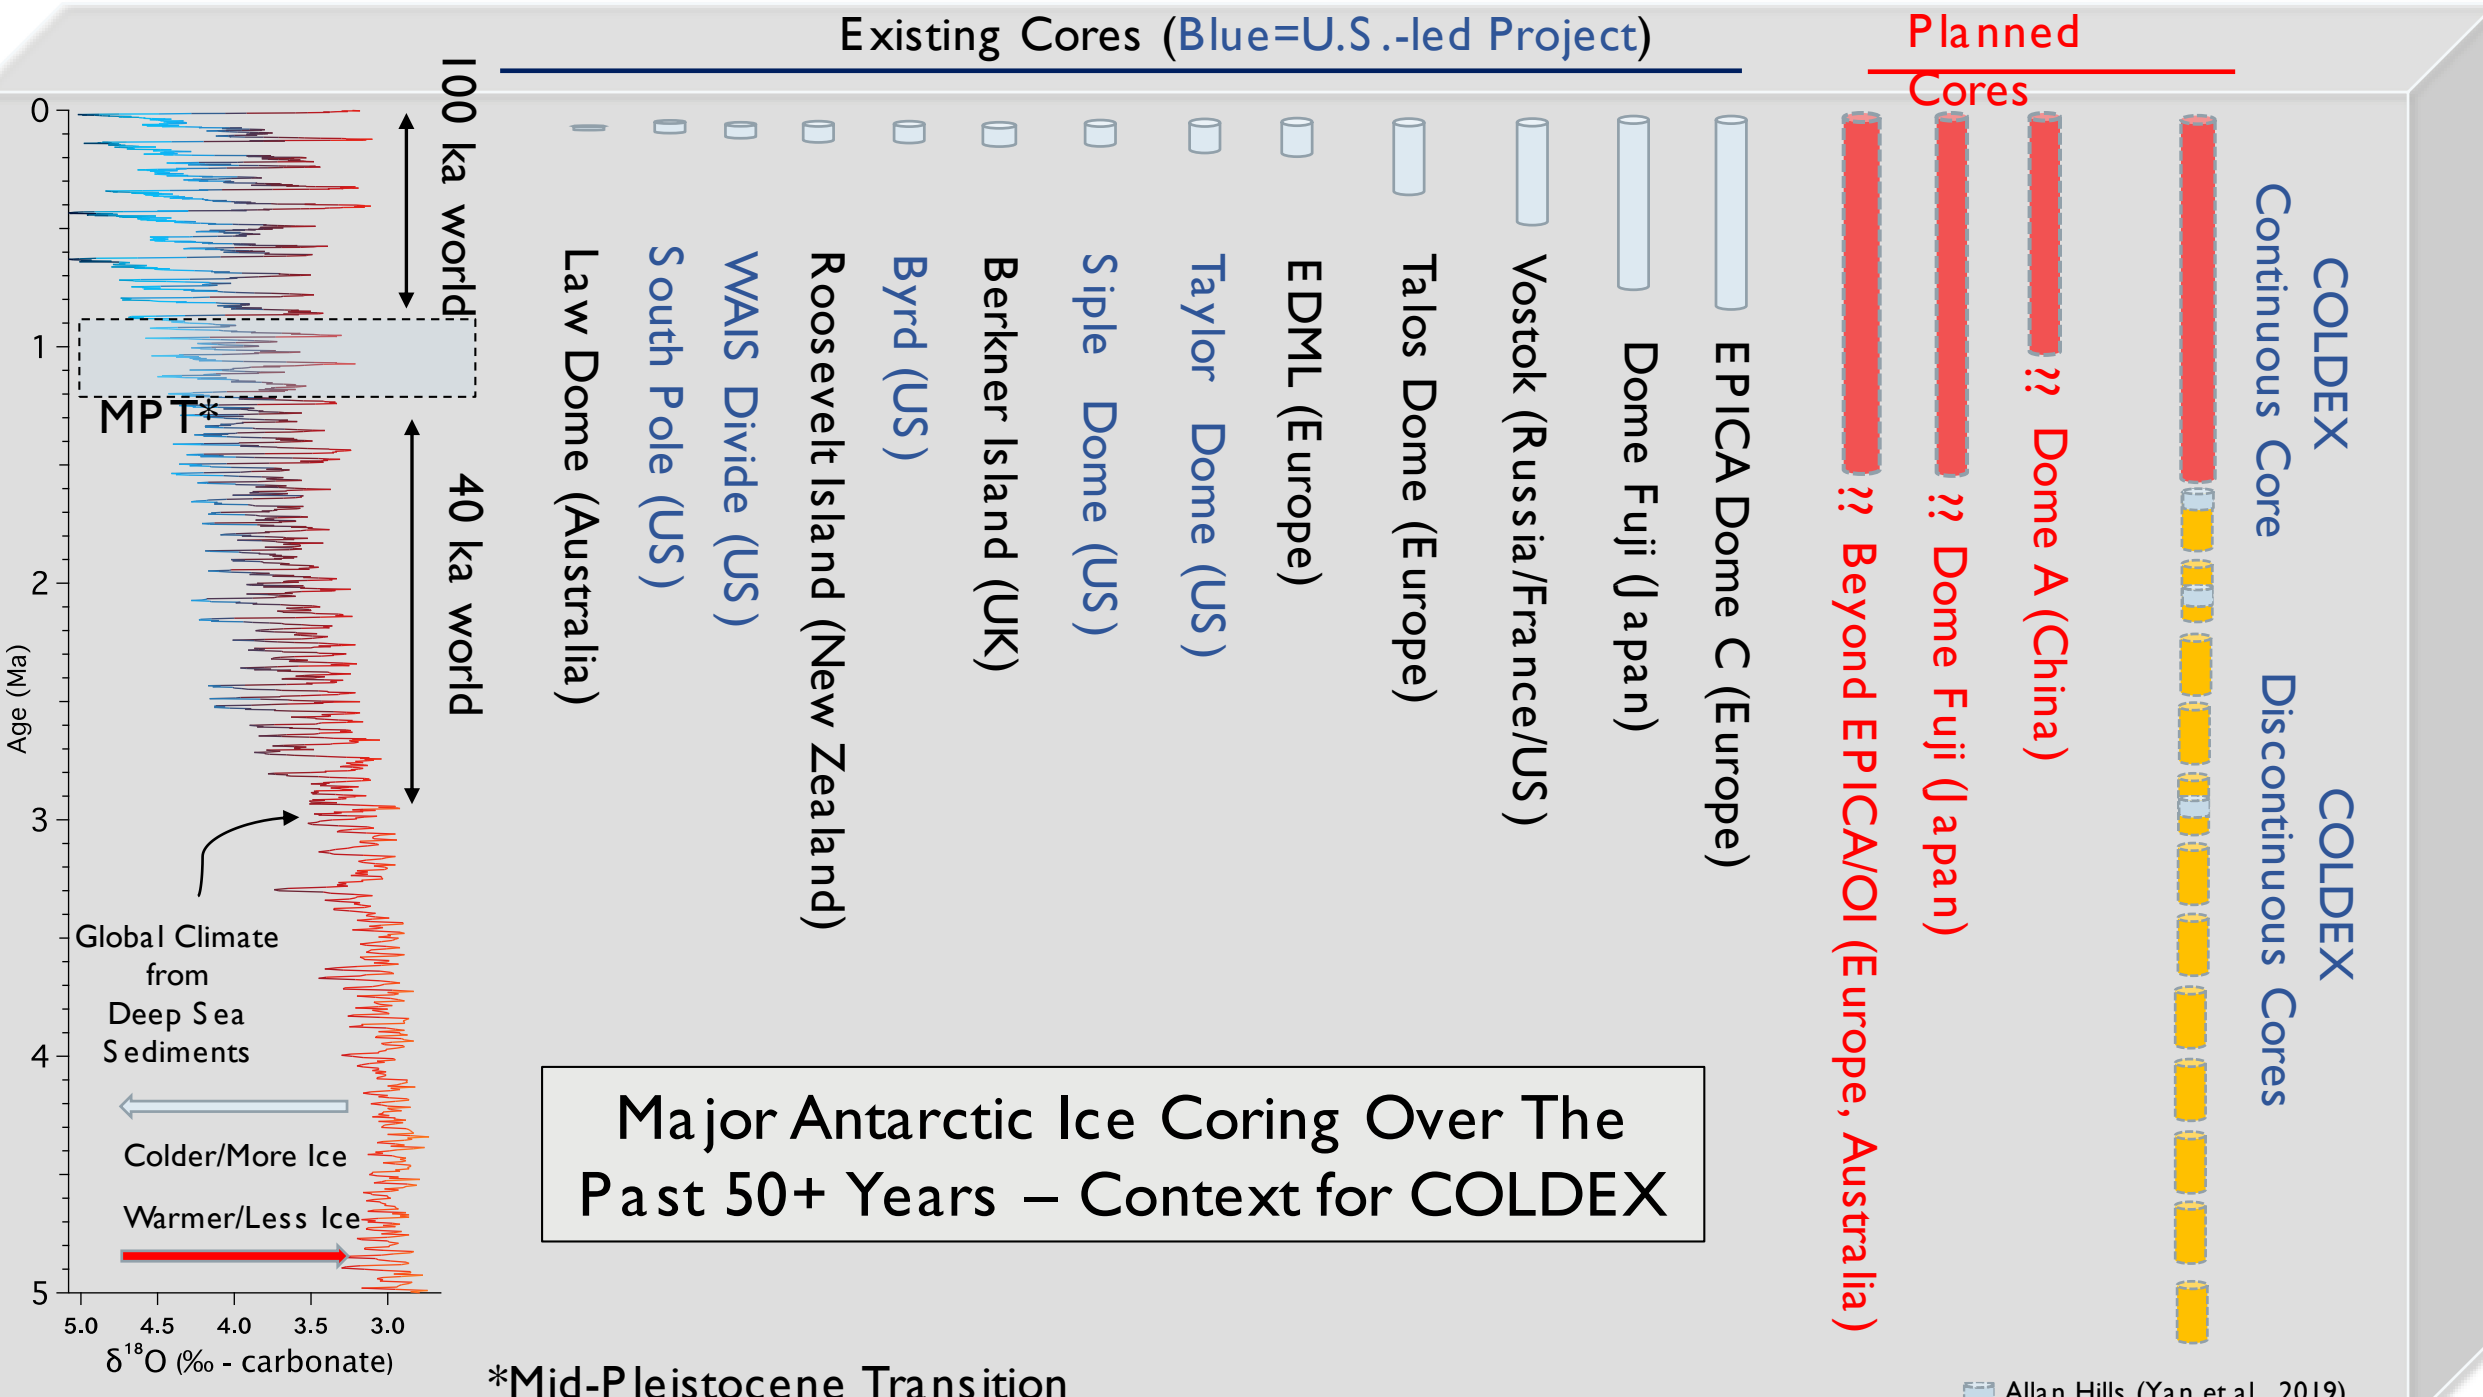 Existing Cores (Blue=U.S.-led Project)
Planned
Cores
0
1
2
3
4
5
Age (Ma)
100 ka world
MPT*
40 ka world
Global Climate
from
Deep Sea
Sediments
Colder/More Ice
Warmer/Less Ice
5.0 4.5 4.0 3.5 3.0
δ¹⁸O (‰ - carbonate)
Law Dome (Australia)
South Pole (US)
WAIS Divide (US)
Roosevelt Island (New Zealand)
Byrd (US)
Berkner Island (UK)
Siple Dome (US)
Taylor Dome (US)
EDML (Europe)
Talos Dome (Europe)
Vostok (Russia/France/US)
Dome Fuji (Japan)
EPICA Dome C (Europe)
?? Beyond EPICA/OI (Europe, Australia)
?? Dome Fuji (Japan)
?? Dome A (China)
COLDEX
Continuous Core
COLDEX
Discontinuous Cores
Major Antarctic Ice Coring Over The
Past 50+ Years – Context for COLDEX
*Mid-Pleistocene Transition
Allan Hills (Yan et al., 2019)